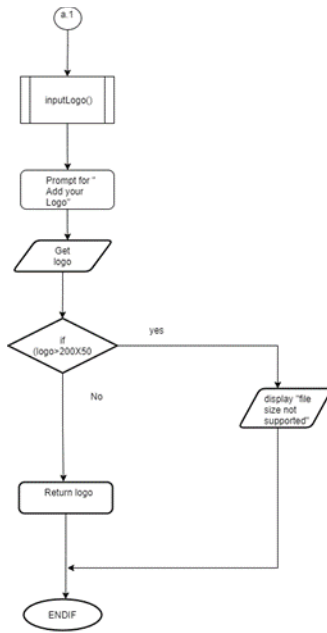 a.1
inputLogo()
Prompt for "
Add your
Logo"
Get
logo
if
(logo>200X50
yes
No
display "file
size not
supported"
Return logo
ENDIF